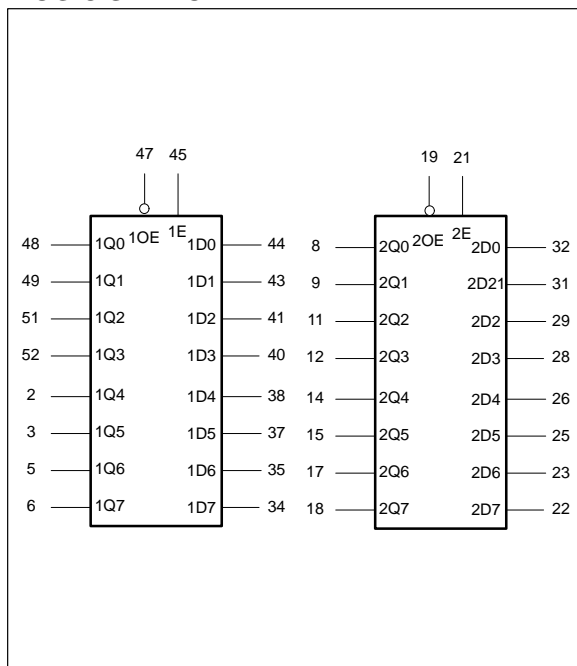 47 45 19 21
1OE 1E 2OE 2E
48 1Q0 1D0 44 8 2Q0 2D0 32
49 1Q1 1D1 43 9 2Q1 2D21 31
51 1Q2 1D2 41 11 2Q2 2D2 29
52 1Q3 1D3 40 12 2Q3 2D3 28
2 1Q4 1D4 38 14 2Q4 2D4 26
3 1Q5 1D5 37 15 2Q5 2D5 25
5 1Q6 1D6 35 17 2Q6 2D6 23
6 1Q7 1D7 34 18 2Q7 2D7 22